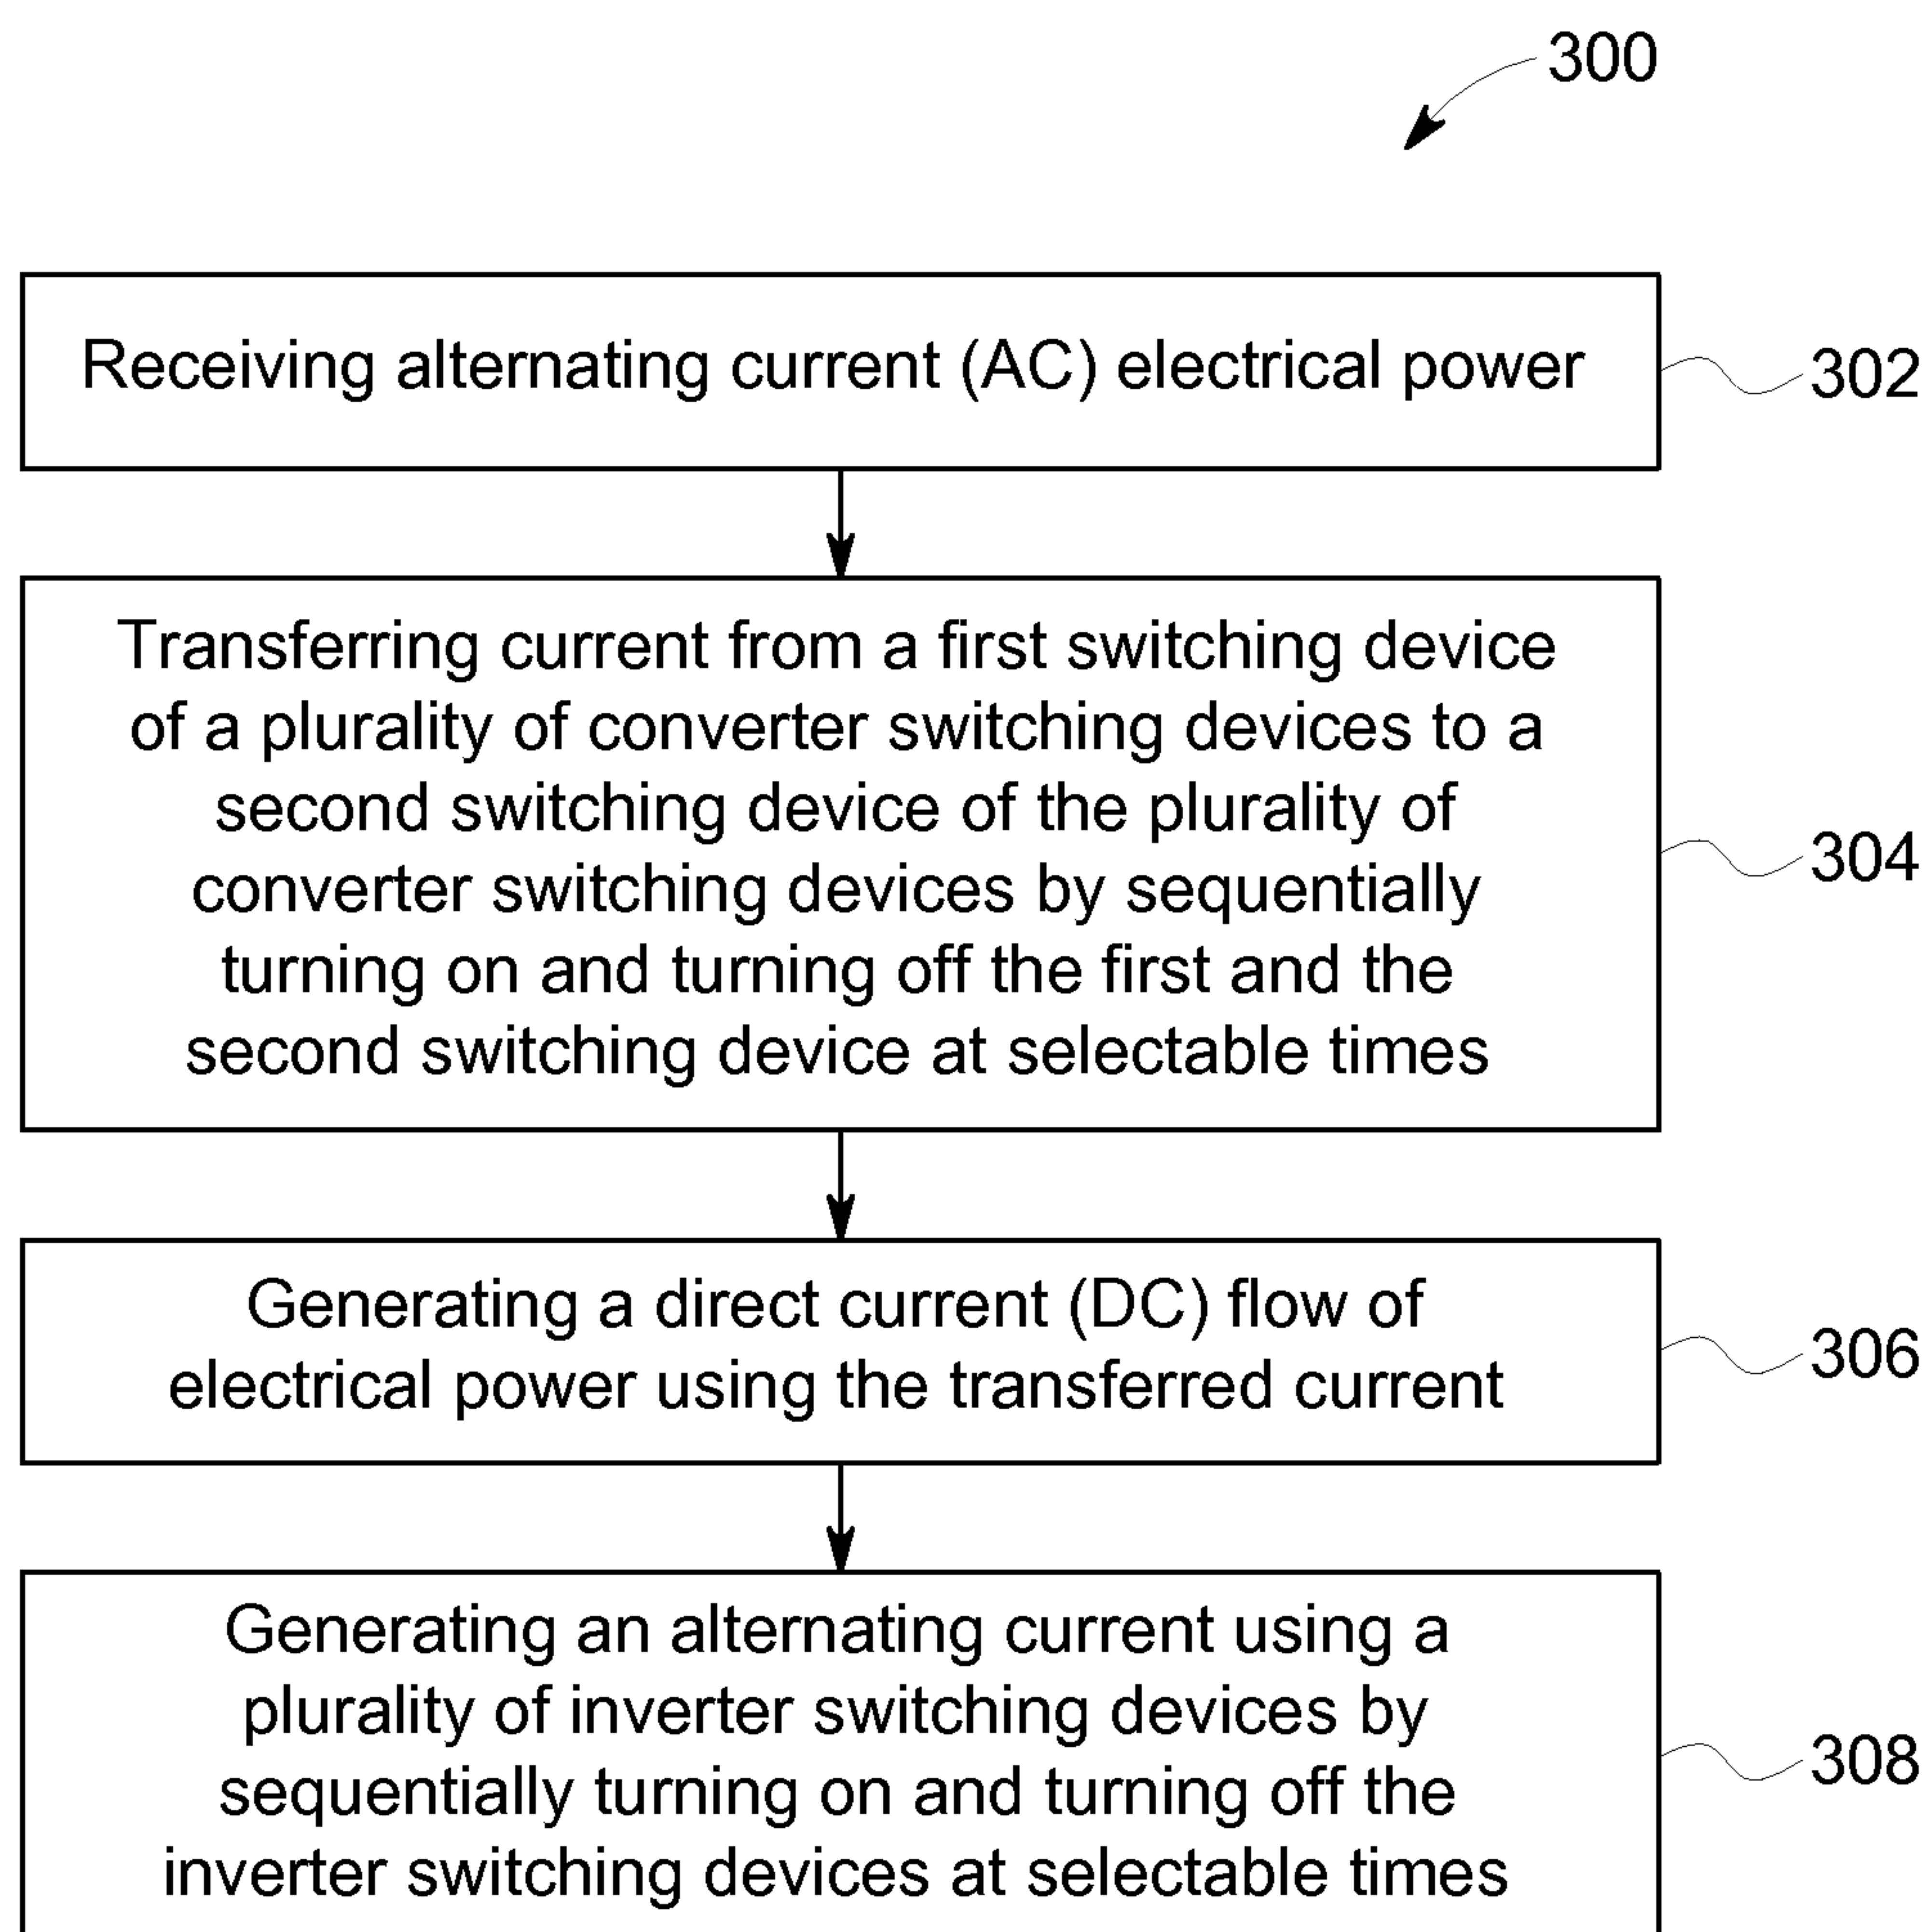 300
Receiving alternating current (AC) electrical power
302
Transferring current from a first switching device
of a plurality of converter switching devices to a
second switching device of the plurality of
converter switching devices by sequentially
turning on and turning off the first and the
second switching device at selectable times
304
Generating a direct current (DC) flow of
electrical power using the transferred current
306
Generating an alternating current using a
plurality of inverter switching devices by
sequentially turning on and turning off the
inverter switching devices at selectable times
308